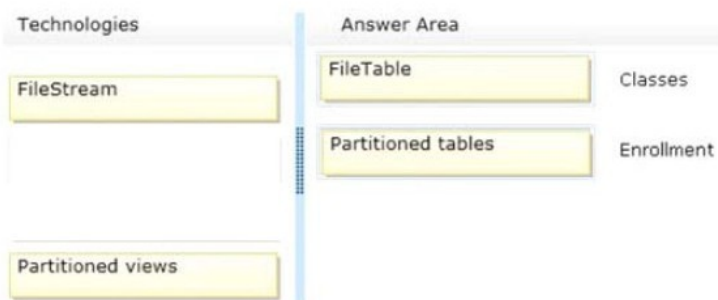 Technologies
Answer Area
FileStream
FileTable
Classes
Partitioned tables
Enrollment
Partitioned views